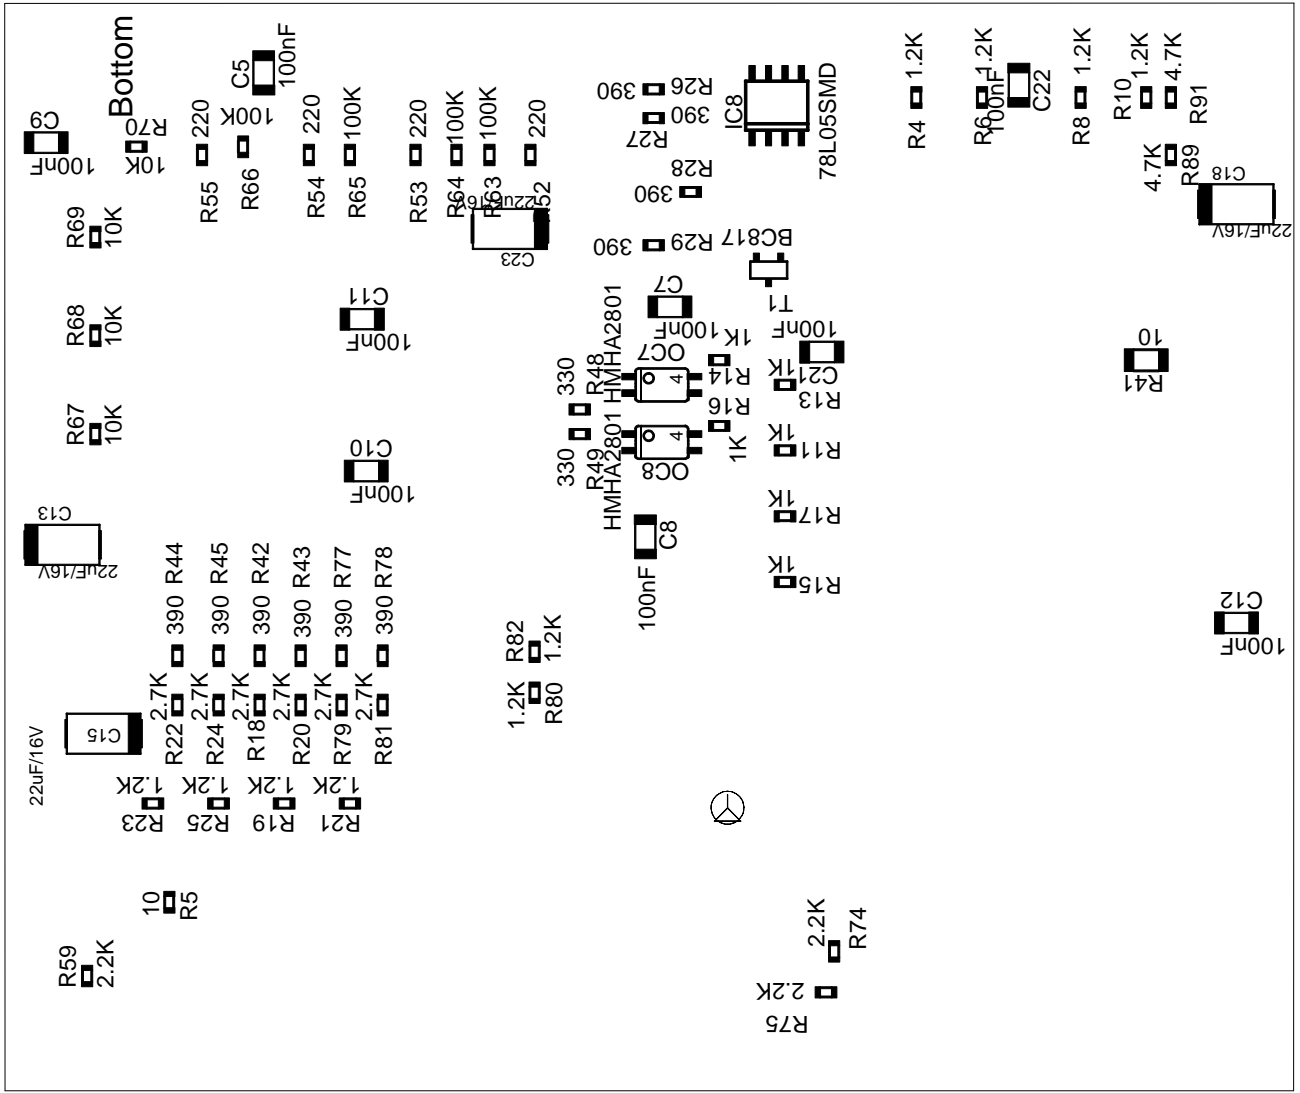 Bottom
C9
100nF
R70
10K
220
R55
C5
100nF
100K
R66
220
R54
100K
R65
220
R53
100K
R64
100K
R63
220
R52
22uF/16V
C23
390
R26
390
R27
R28
390
390
R29
IC8
78L05SMD
BC817
T1
1.2K
R4
1.2K
R6
100nF
C22
1.2K
R8
1.2K
R10
4.7K
R91
4.7K
R89
C18
22uF/16V
R69
10K
R68
10K
R67
10K
C11
100nF
C10
100nF
C7
100nF
HMHA2801
OC7
4
1K
R14
330
R48
330
R49
HMHA2801
4
OC8
R16
1K
100nF
C21
1K
R13
1K
R11
1K
R17
1K
R15
10
R41
C8
100nF
C13
22uF/16V
390 R44
390 R45
390 R42
390 R43
390 R77
390 R78
2.7K
R22
2.7K
R24
2.7K
R18
2.7K
R20
2.7K
R79
2.7K
R81
R82
1.2K
1.2K
R80
C12
100nF
C15
22uF/16V
1.2K
R23
1.2K
R25
1.2K
R19
1.2K
R21
10
R5
R59
2.2K
2.2K
R74
2.2K
R75